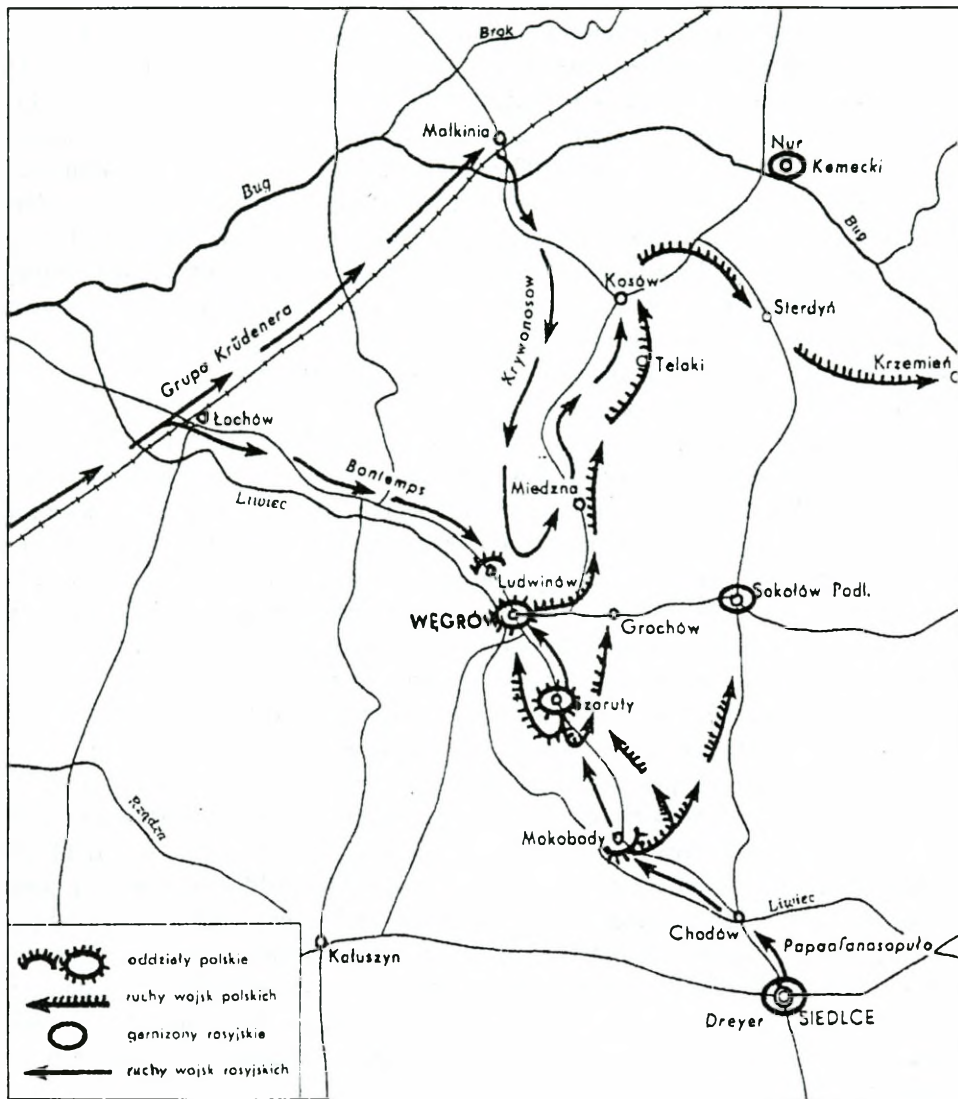 Brok
Małkinia
Nur
Kemecki
Bug
Bug
Kosów
Krywonosow
Sterdyń
Grupa Krüdenera
Telaki
Krzemień
Łochów
Bontemps
Miedzna
Liwiec
Ludwinów
Sokołów Podl.
WĘGRÓW
Grochów
Szaruty
Rządza
Mokobody
Liwiec
Chodów
Papaafanasopuło
Kałuszyn
Dreyer
SIEDLCE
oddziały polskie
ruchy wojsk polskich
garnizony rosyjskie
ruchy wojsk rosyjskich